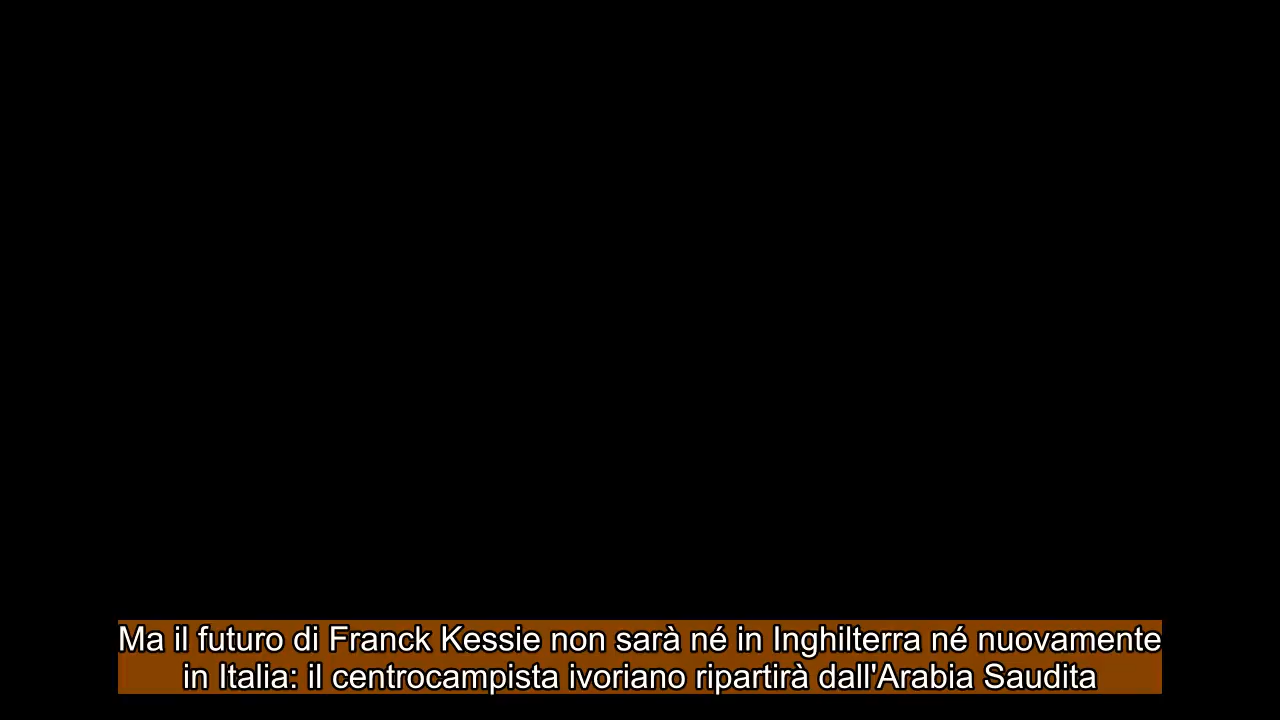 Ma il futuro di Franck Kessie non sarà né in Inghilterra né nuovamente
in Italia: il centrocampista ivoriano ripartirà dall'Arabia Saudita